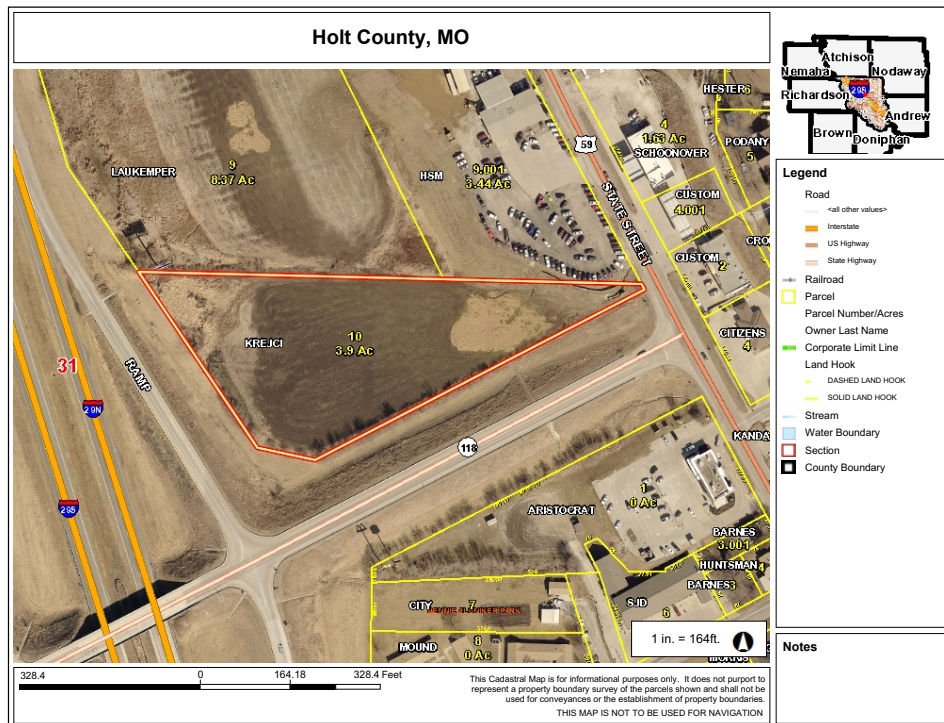 Holt County, MO
Atchison
Nemaha
Nodaway
Richardson
29S
Andrew
Brown
Doniphan
HESTER 6
4
1.63 Ac
SCHOONOVER
PODANY
5
9
8.37 Ac
LAUKEMPER
HSM
9.001
3.44 Ac
59
STATE STREET
CUSTOM
4.001
CUSTOM
2
CITIZENS
4
10
3.9 Ac
KREJCI
31
RAMP
29N
29S
118
KANDA
1
0 Ac
ARISTOCRAT
BARNES
3.001
HUNTSMAN
4
BARNES 3
CITY
7
SJD
6
MOUND
8
0 Ac
1 in. = 164ft.
Legend
Road
<all other values>
Interstate
US Highway
State Highway
Railroad
Parcel
Parcel Number/Acres
Owner Last Name
Corporate Limit Line
Land Hook
DASHED LAND HOOK
SOLID LAND HOOK
Stream
Water Boundary
Section
County Boundary
Notes
328.4 0 164.18 328.4 Feet
This Cadastral Map is for informational purposes only. It does not purport to
represent a property boundary survey of the parcels shown and shall not be
used for conveyances or the establishment of property boundaries.
THIS MAP IS NOT TO BE USED FOR NAVIGATION